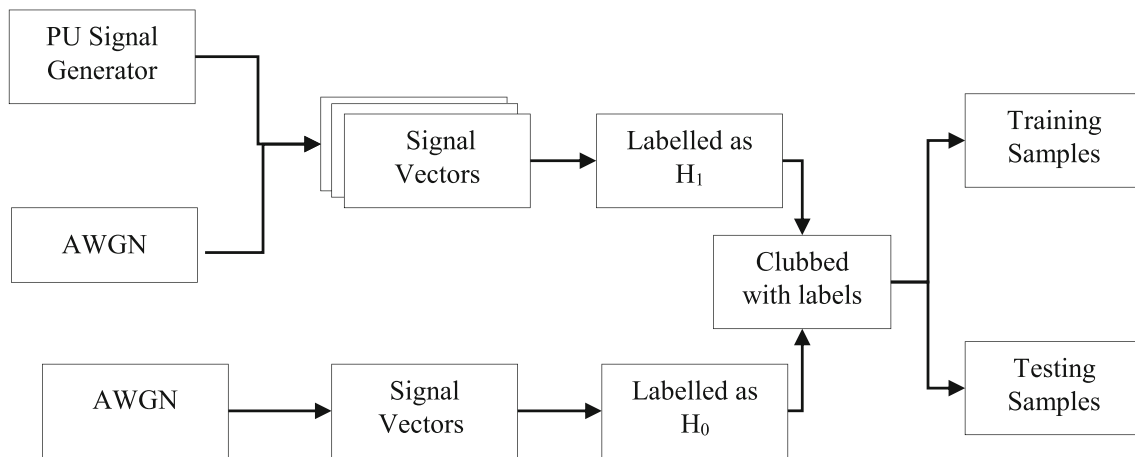 PU Signal
Generator
AWGN
Signal
Vectors
Labelled as
H₁
Clubbed
with labels
Training
Samples
AWGN
Signal
Vectors
Labelled as
H₀
Testing
Samples